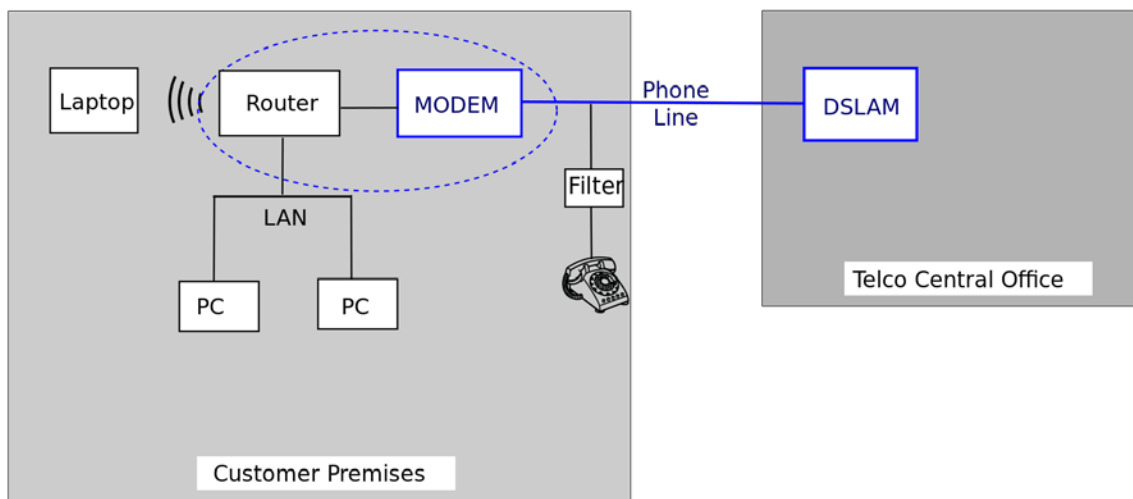 Laptop
Router
MODEM
Phone
Line
DSLAM
Filter
LAN
PC
PC
Telco Central Office
Customer Premises